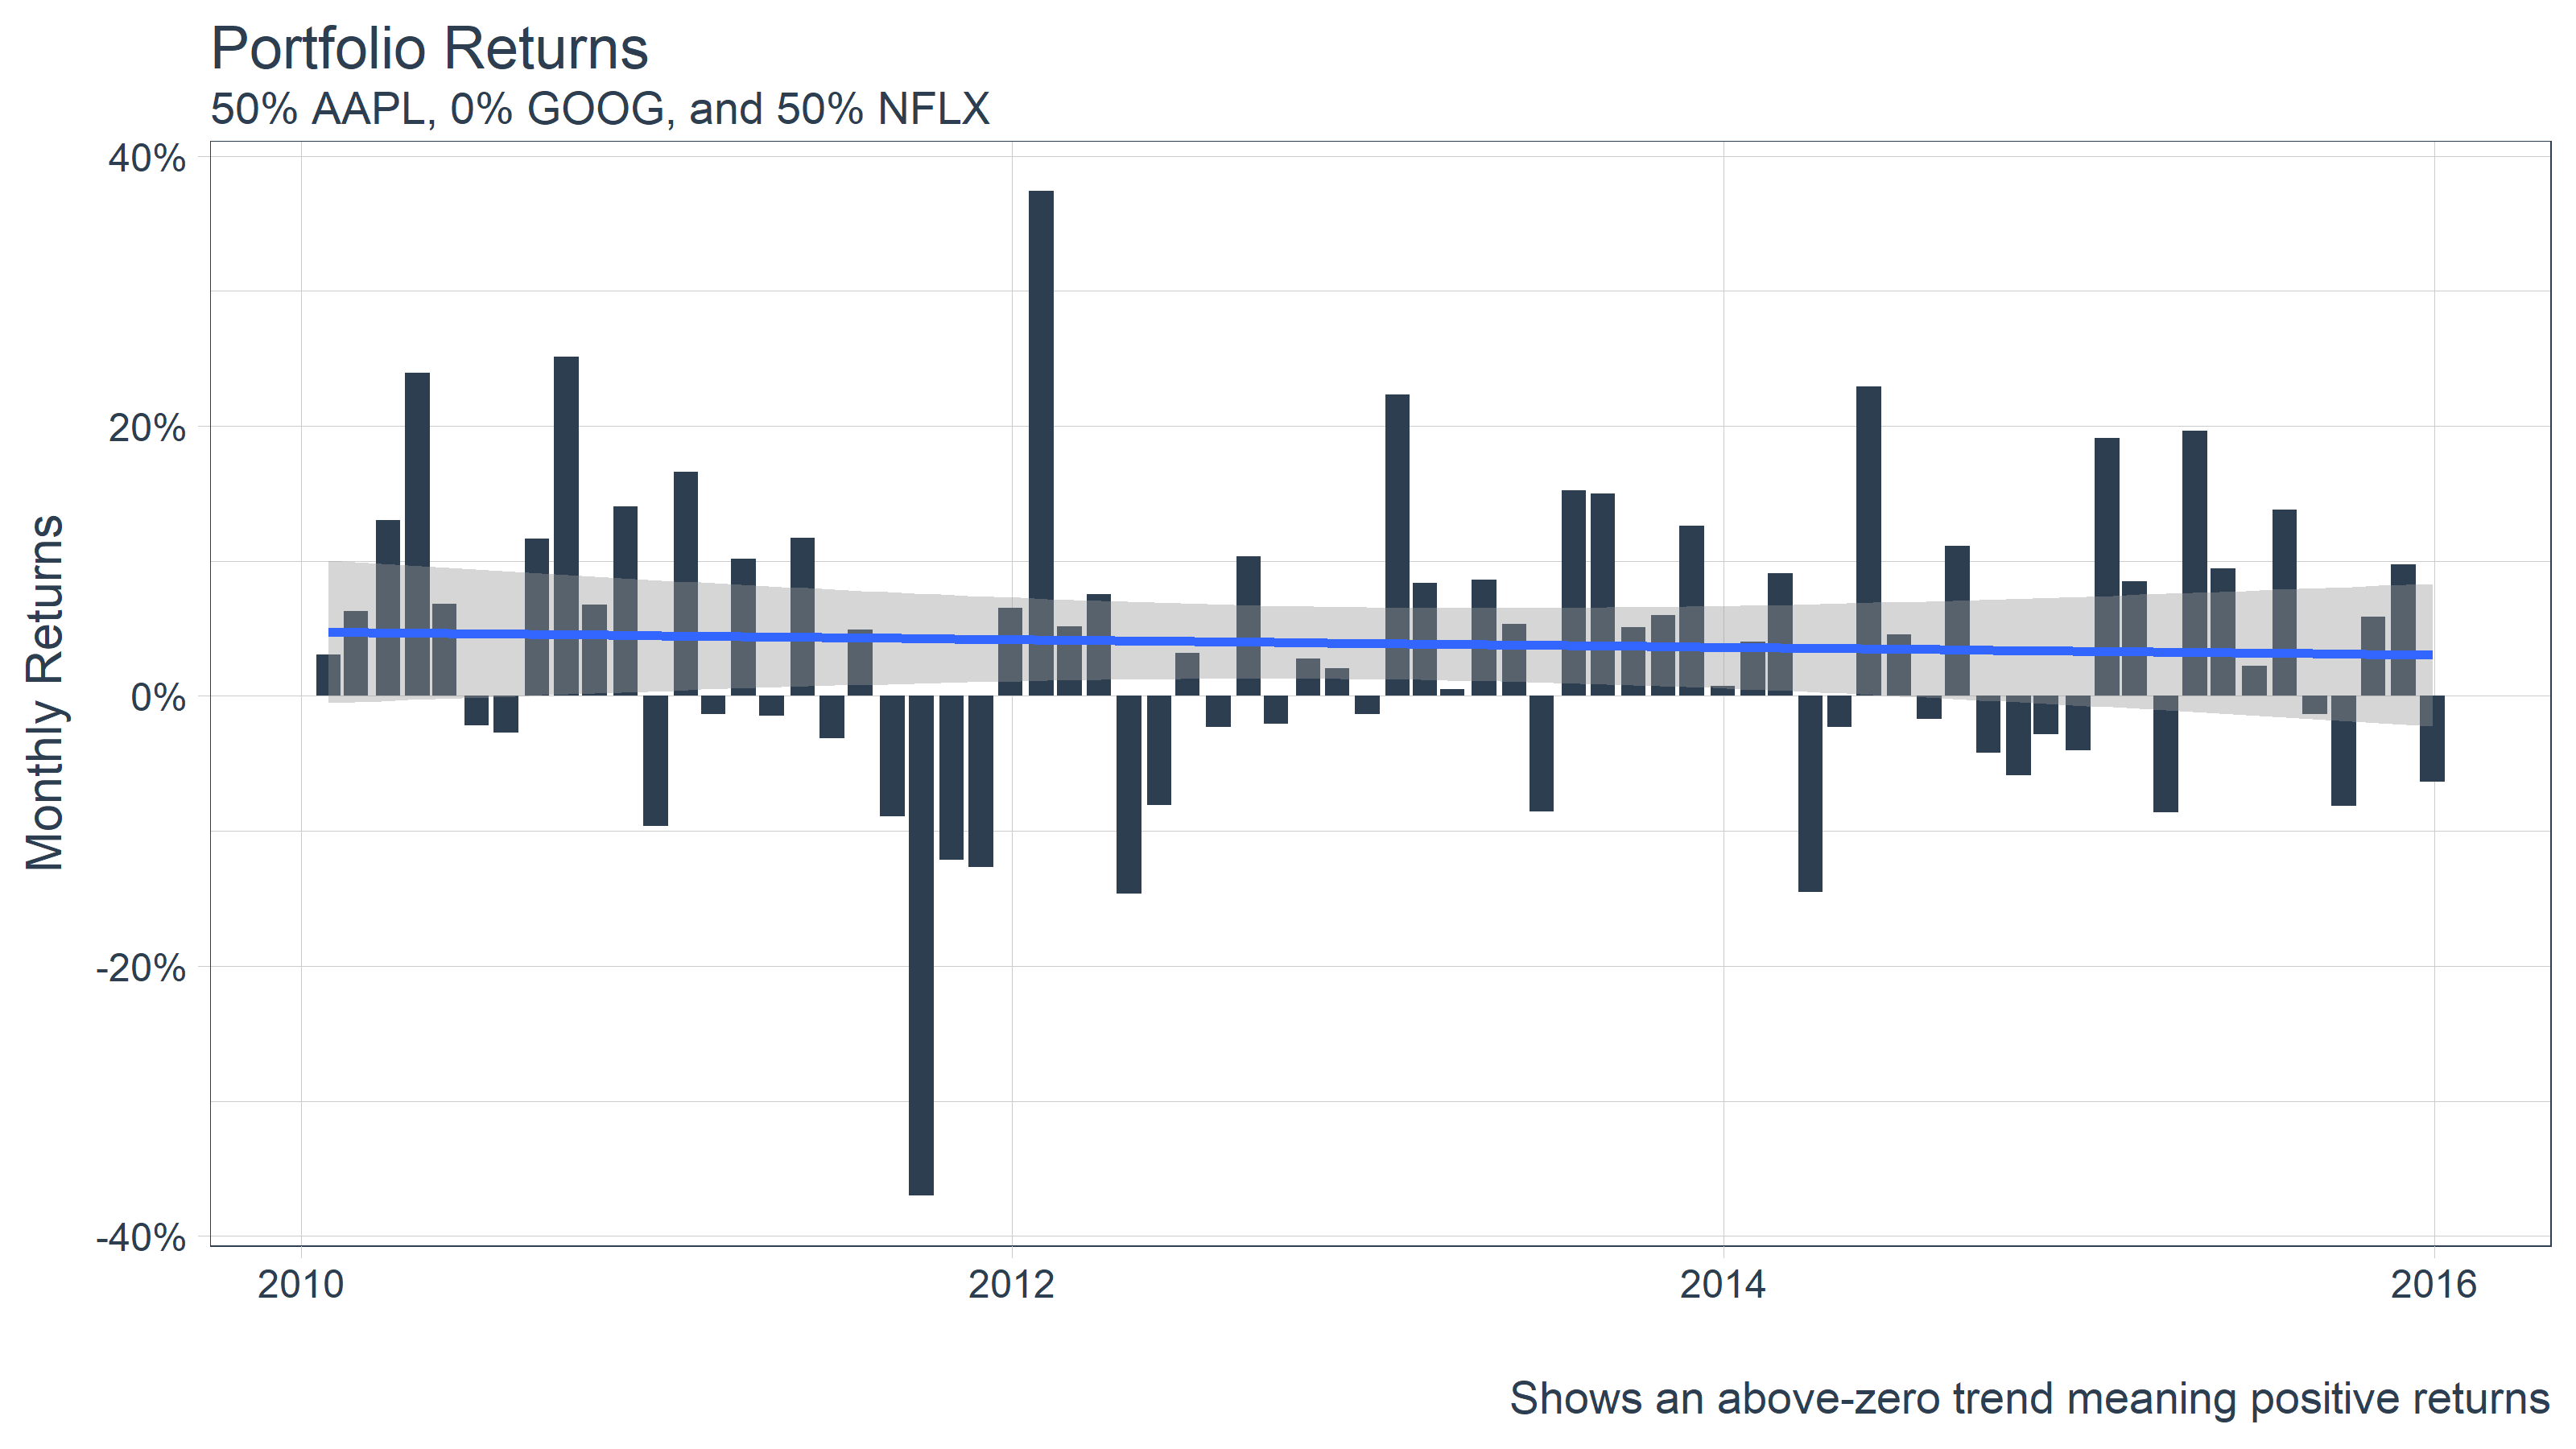 Portfolio Returns
50% AAPL, 0% GOOG, and 50% NFLX
40%
20%
0%
-20%
-40%
Monthly Returns
2010 2012 2014 2016
Shows an above-zero trend meaning positive returns